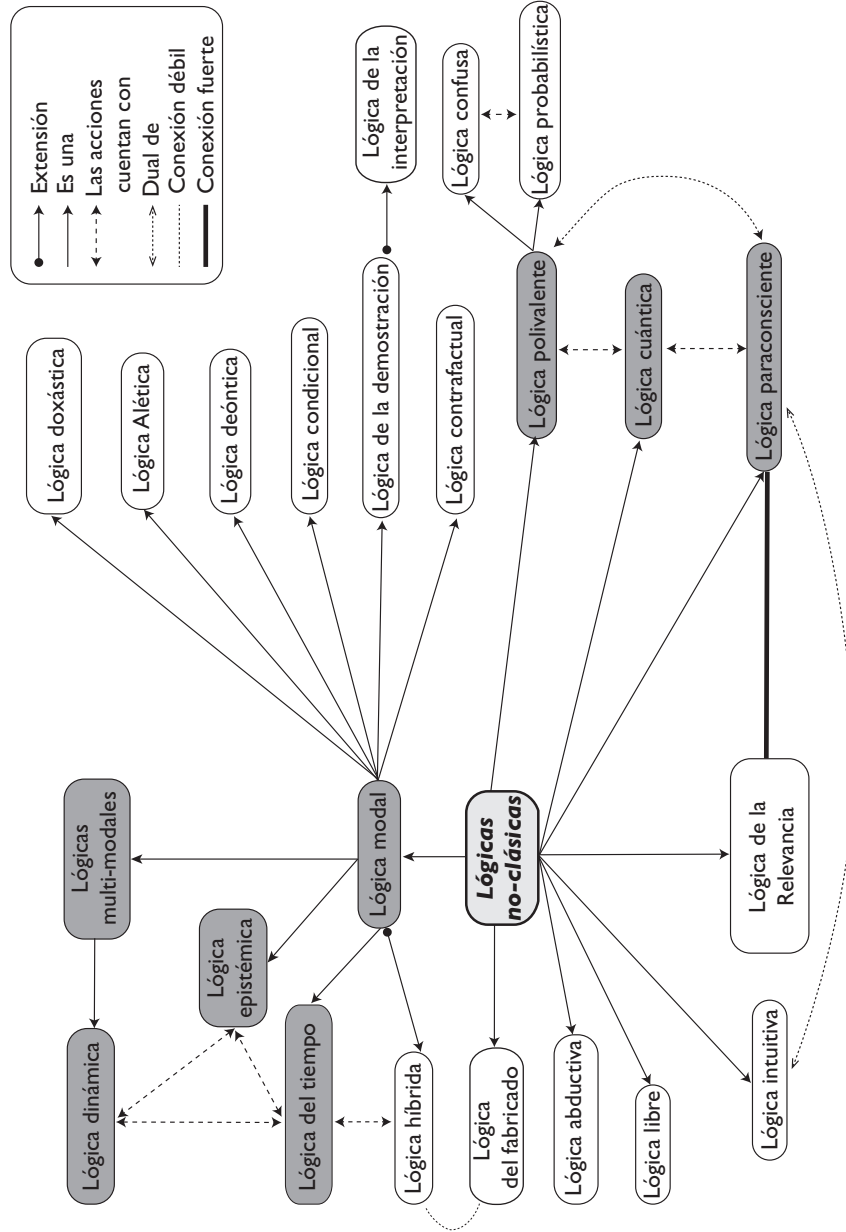 Lógica dinámica
Lógicas
multi-modales
Lógica doxástica
Extensión
Es una
Las acciones
cuentan con
Dual de
Conexión débil
Conexión fuerte
Lógica
epistémica
Lógica Alética
Lógica del tiempo
Lógica deóntica
Lógica condicional
Lógica híbrida
Lógica modal
Lógica de la demostración
Lógica de la
interpretación
Lógica contrafactual
Lógica
del fabricado
Lógicas
no-clásicas
Lógica polivalente
Lógica confusa
Lógica probabilística
Lógica abductiva
Lógica libre
Lógica cuántica
Lógica intuitiva
Lógica de la
Relevancia
Lógica paraconsciente